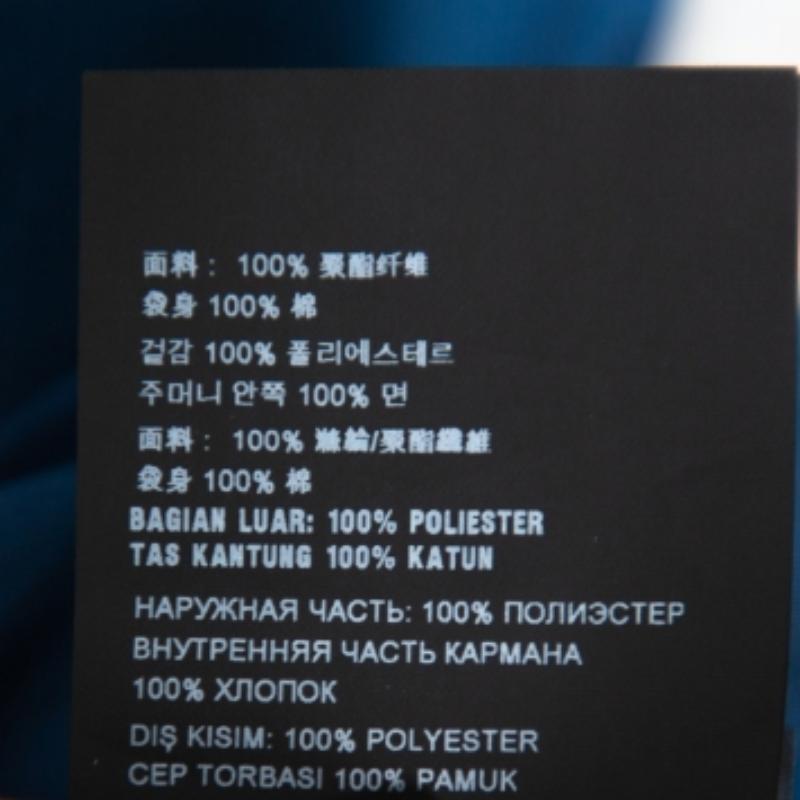 面料： 100% 聚酯纤维
袋身 100% 棉
겉감 100% 폴리에스테르
주머니 안쪽 100% 면
面料： 100% 滌綸/聚酯纖維
袋身 100% 棉
BAGIAN LUAR: 100% POLIESTER
TAS KANTUNG 100% KATUN
НАРУЖНАЯ ЧАСТЬ: 100% ПОЛИЭСТЕР
ВНУТРЕННЯЯ ЧАСТЬ КАРМАНА
100% ХЛОПОК
DIŞ KISIM: 100% POLYESTER
CEP TORBASI 100% PAMUK